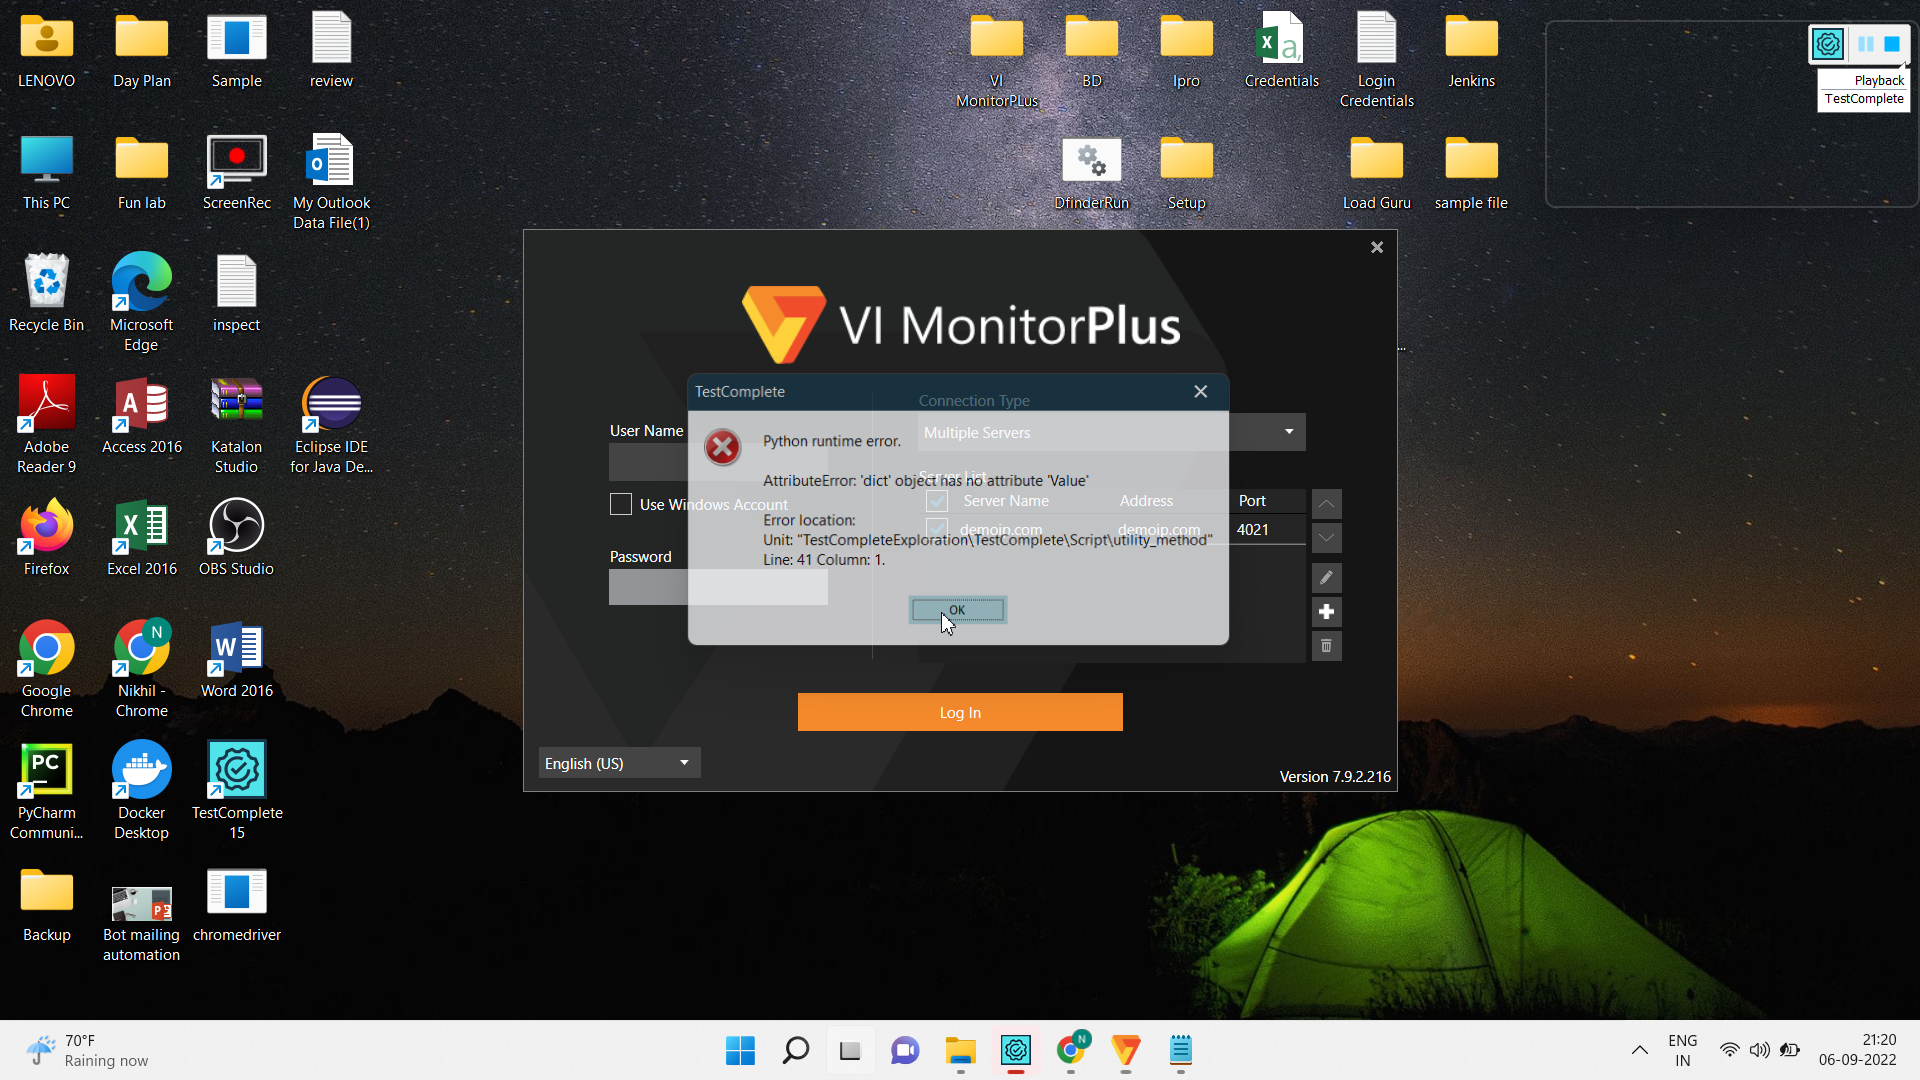 LENOVO
Day Plan
Sample
review
VI
MonitorPLus
BD
Ipro
Credentials
Login
Credentials
Jenkins
Playback
TestComplete
This PC
Fun lab
ScreenRec
My Outlook
Data File(1)
DfinderRun
Setup
Load Guru
sample file
Recycle Bin
Microsoft
Edge
inspect
VI MonitorPlus
...
Adobe
Reader 9
Access 2016
Katalon
Studio
Eclipse IDE
for Java De...
User Name
Use Windows Account
Password
Connection Type
Multiple Servers
Server List
Server Name
Address
Port
demoip.com
demoip.com
4021
TestComplete
Python runtime error.
AttributeError: 'dict' object has no attribute 'Value'
Error location:
Unit: "TestCompleteExploration\TestComplete\Script\utility_method"
Line: 41 Column: 1.
OK
Log In
English (US)
Version 7.9.2.216
Firefox
Excel 2016
OBS Studio
Google
Chrome
N
Nikhil -
Chrome
Word 2016
PC
PyCharm
Communi...
Docker
Desktop
TestComplete
15
Backup
Bot mailing
automation
chromedriver
70°F
Raining now
N
ENG
IN
21:20
06-09-2022